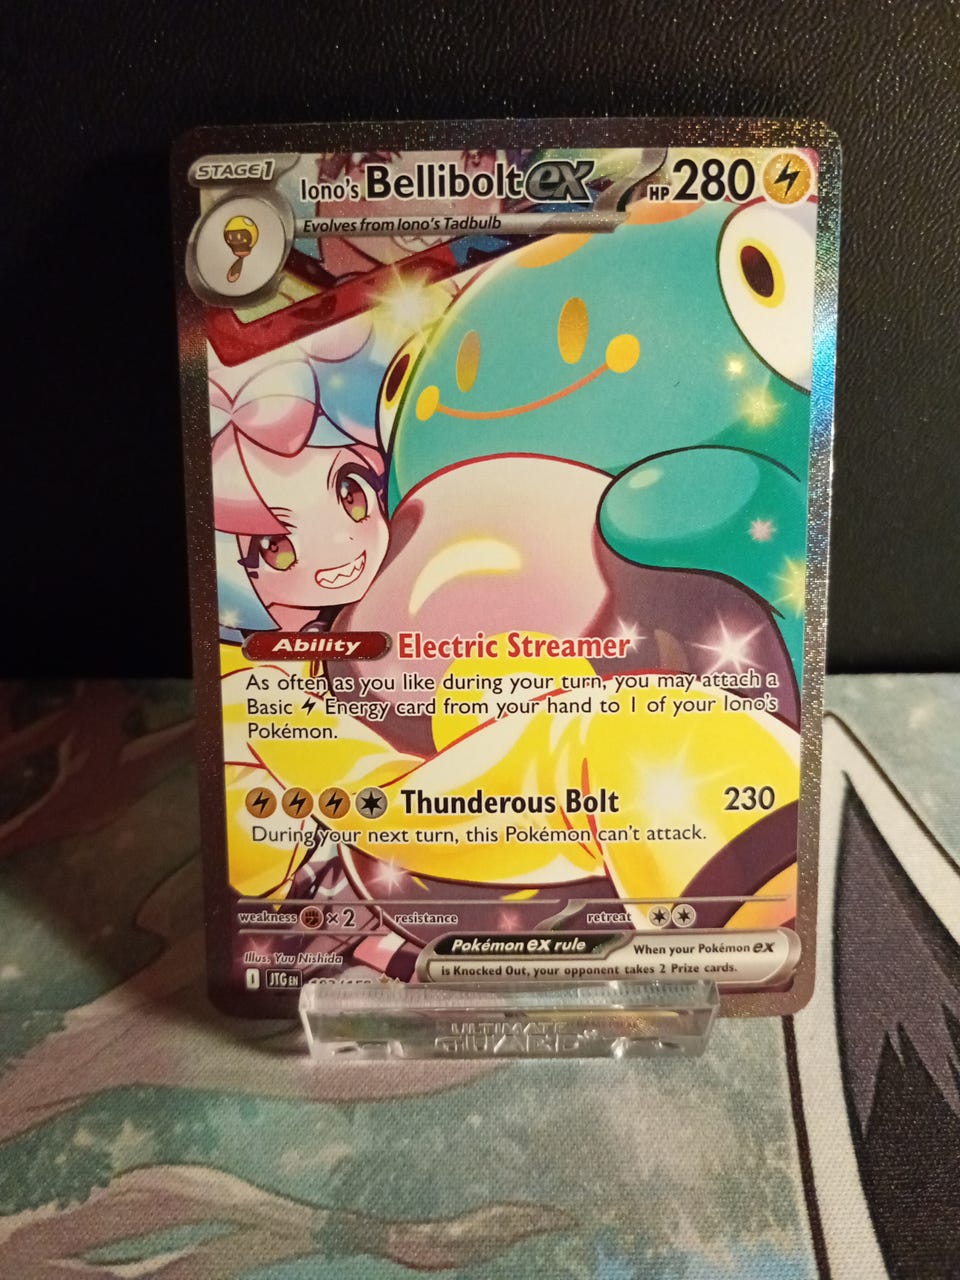 STAGE1
Iono's Bellibolt ex HP 280
Evolves from Iono's Tadbulb
Ability Electric Streamer
As often as you like during your turn, you may attach a
Basic Energy card from your hand to 1 of your Iono's
Pokémon.
Thunderous Bolt 230
During your next turn, this Pokémon can't attack.
weakness ×2 resistance retreat
Pokémon ex rule When your Pokémon ex
is Knocked Out, your opponent takes 2 Prize cards.
Illus. Yuu Nishida
I JTG EN
ULTIMATE
GUARD